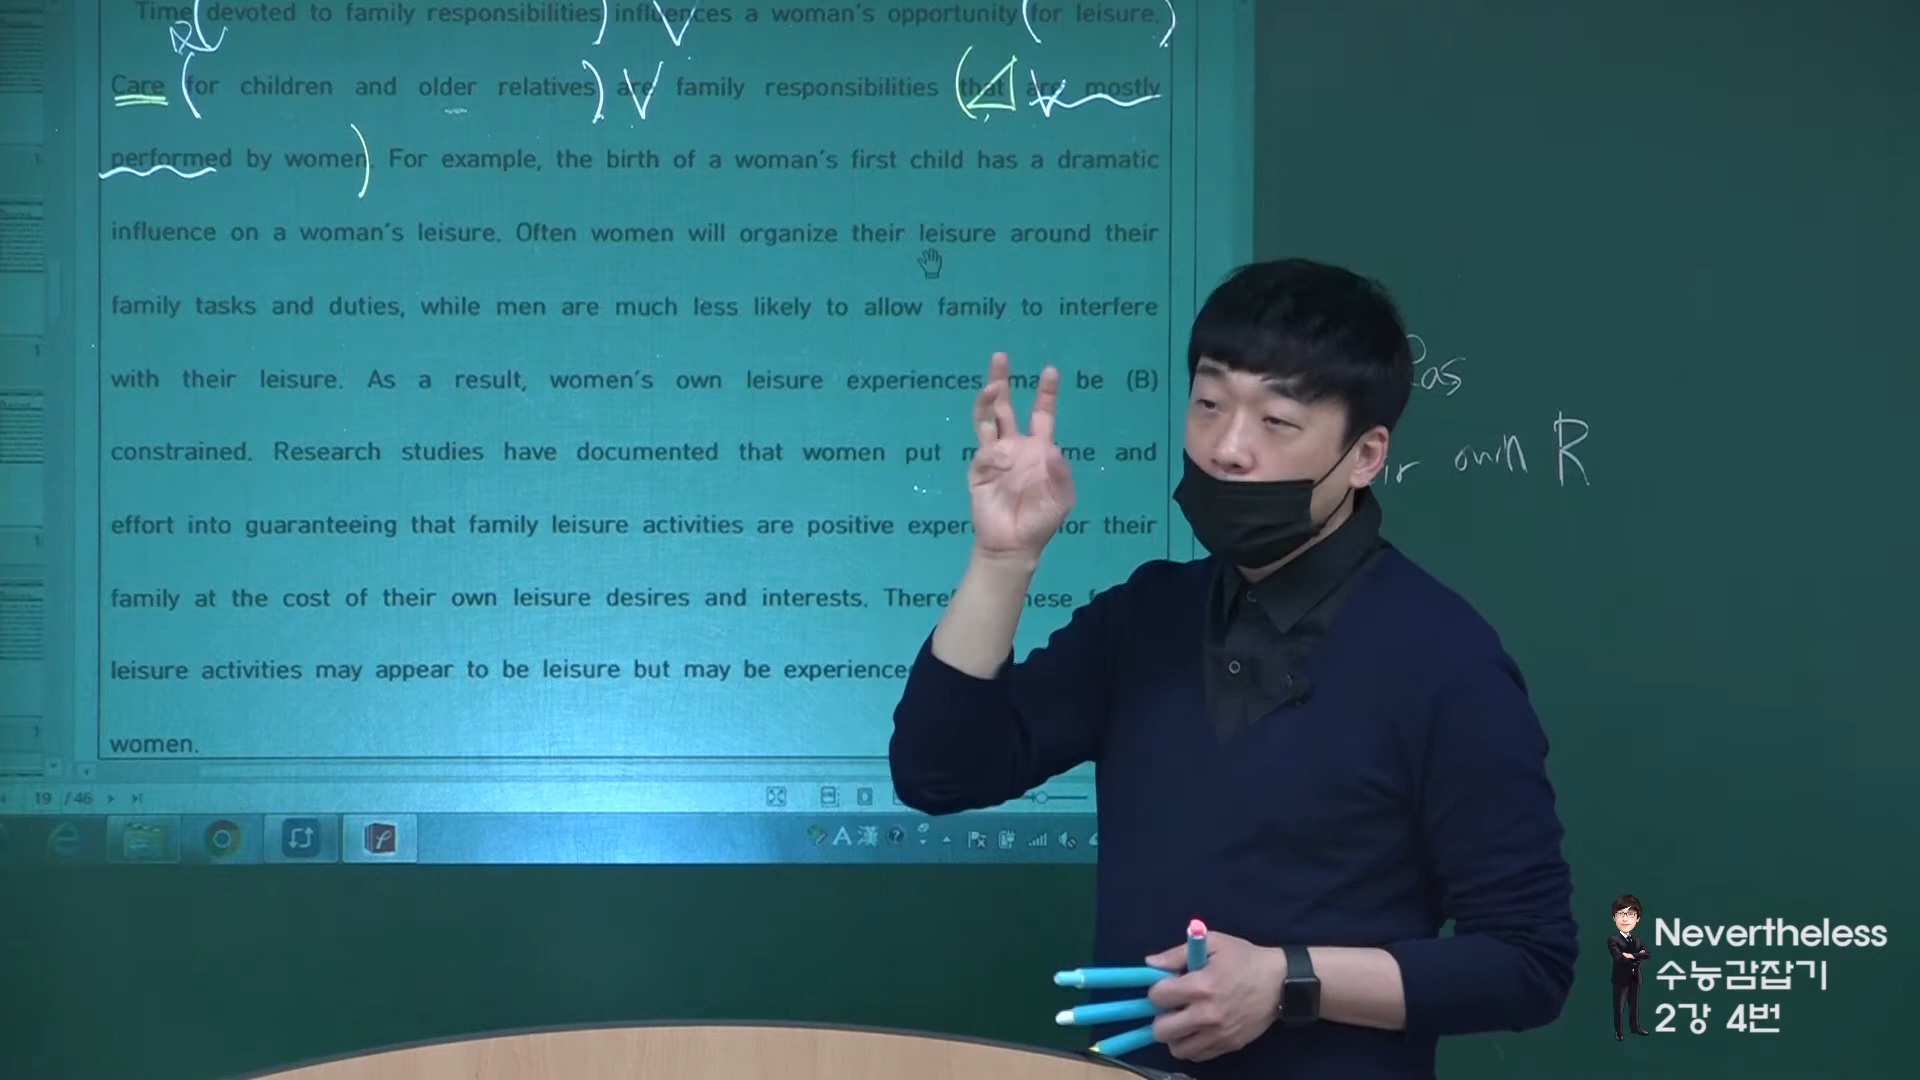 Time devoted to family responsibilities influences a woman's opportunity for leisure.
Care for children and older relatives are family responsibilities that are mostly
performed by women. For example, the birth of a woman's first child has a dramatic
influence on a woman's leisure. Often women will organize their leisure around their
family tasks and duties, while men are much less likely to allow family to interfere
with their leisure. As a result, women's own leisure experiences may be (B)
constrained. Research studies have documented that women put and
effort into guaranteeing that family leisure activities are positive for their
family at the cost of their own leisure desires and interests.
leisure activities may appear to be leisure but may be
women.
19 / 46
A 漢
own R
Nevertheless
수능감잡기
2강 4번